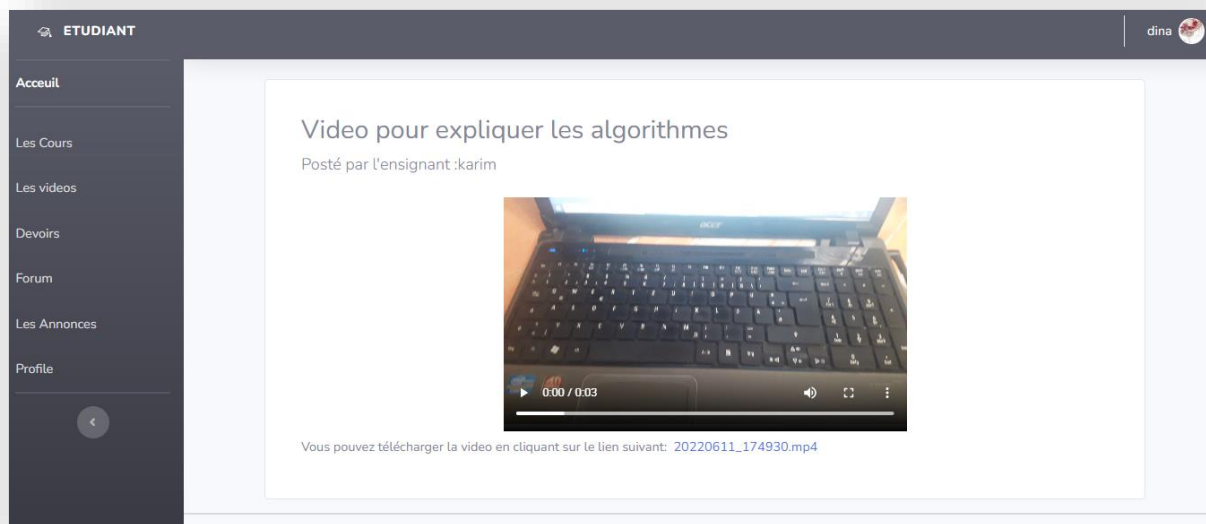 ETUDIANT
dina
Acceuil
Les Cours
Les videos
Devoirs
Forum
Les Annonces
Profile
Video pour expliquer les algorithmes
Posté par l'ensignant :karim
acer
0:00 / 0:03
Vous pouvez télécharger la video en cliquant sur le lien suivant: 20220611_174930.mp4